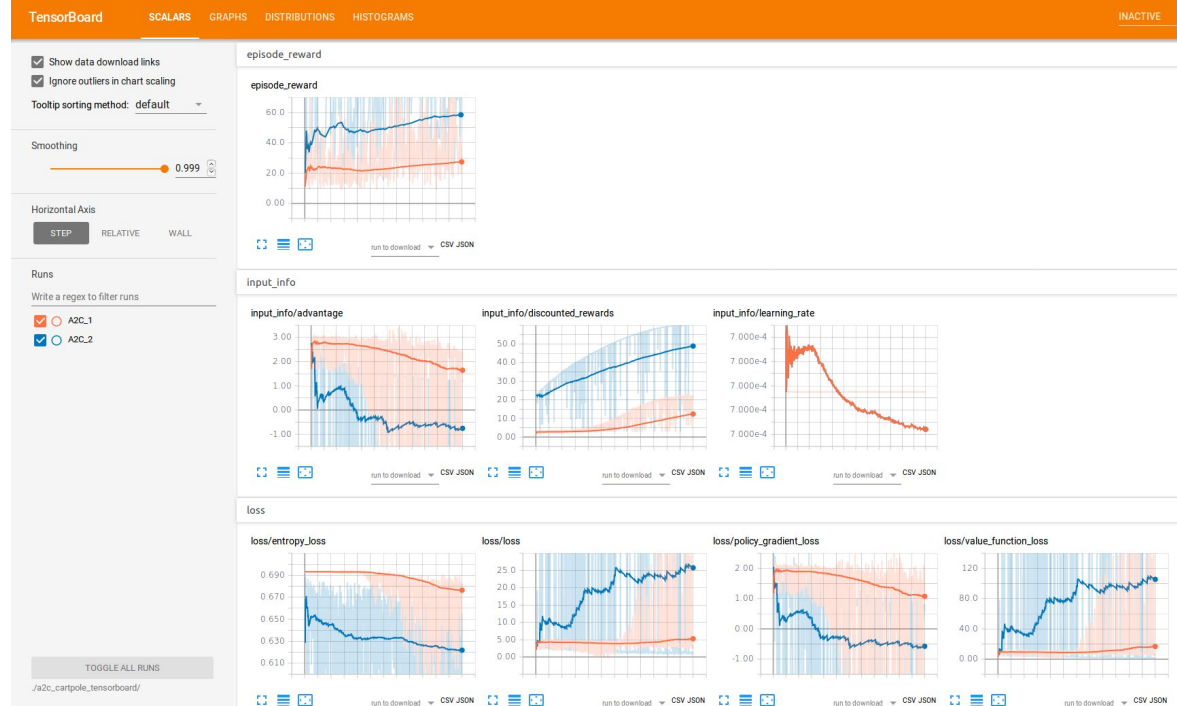 TensorBoard SCALARS GRAPHS DISTRIBUTIONS HISTOGRAMS INACTIVE
Show data download links
Ignore outliers in chart scaling
Tooltip sorting method: default
Smoothing
0.999
Horizontal Axis
STEP RELATIVE WALL
Runs
Write a regex to filter runs
A2C_1
A2C_2
TOGGLE ALL RUNS
./a2c_cartpole_tensorboard/
episode_reward
episode_reward
60.0
40.0
20.0
0.00
run to download CSV JSON
input_info
input_info/advantage
3.00
2.00
1.00
0.00
-1.00
run to download CSV JSON
input_info/discounted_rewards
50.0
40.0
30.0
20.0
10.0
0.00
run to download CSV JSON
input_info/learning_rate
7.000e-4
7.000e-4
7.000e-4
7.000e-4
7.000e-4
run to download CSV JSON
loss
loss/entropy_loss
0.690
0.670
0.650
0.630
0.610
run to download CSV JSON
loss/loss
25.0
20.0
15.0
10.0
5.00
0.00
run to download CSV JSON
loss/policy_gradient_loss
2.00
1.00
0.00
-1.00
run to download CSV JSON
loss/value_function_loss
120
80.0
40.0
0.00
run to download CSV JSON